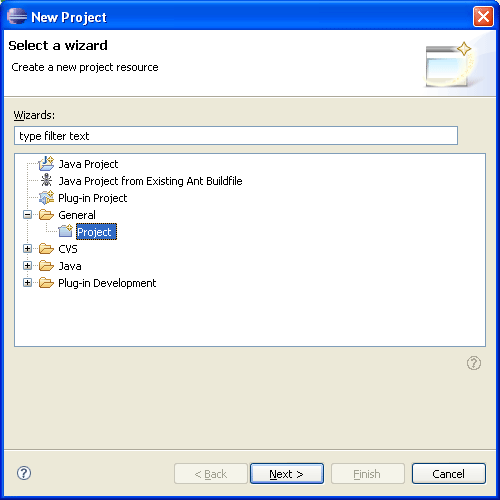 New Project
Select a wizard
Create a new project resource
Wizards:
type filter text
Java Project
Java Project from Existing Ant Buildfile
Plug-in Project
General
Project
CVS
Java
Plug-in Development
< Back
Next >
Finish
Cancel